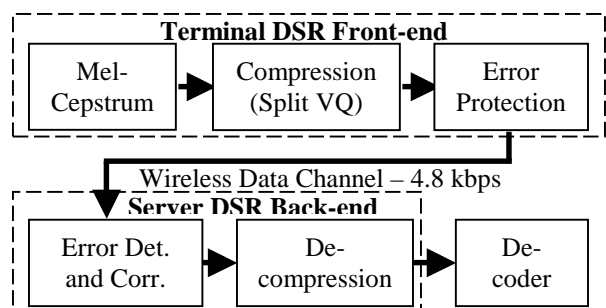 Terminal DSR Front-end
Mel-
Cepstrum
Compression
(Split VQ)
Error
Protection
Wireless Data Channel – 4.8 kbps
Server DSR Back-end
Error Det.
and Corr.
De-
compression
De-
coder